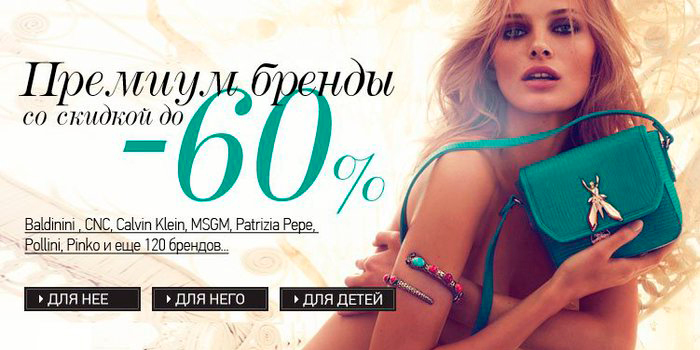 Премиум бренды
со скидкой до
-60%
Baldinini , CNC, Calvin Klein, MSGM, Patrizia Pepe,
Pollini, Pinko и еще 120 брендов...
ДЛЯ НЕЕ
ДЛЯ НЕГО
ДЛЯ ДЕТЕЙ